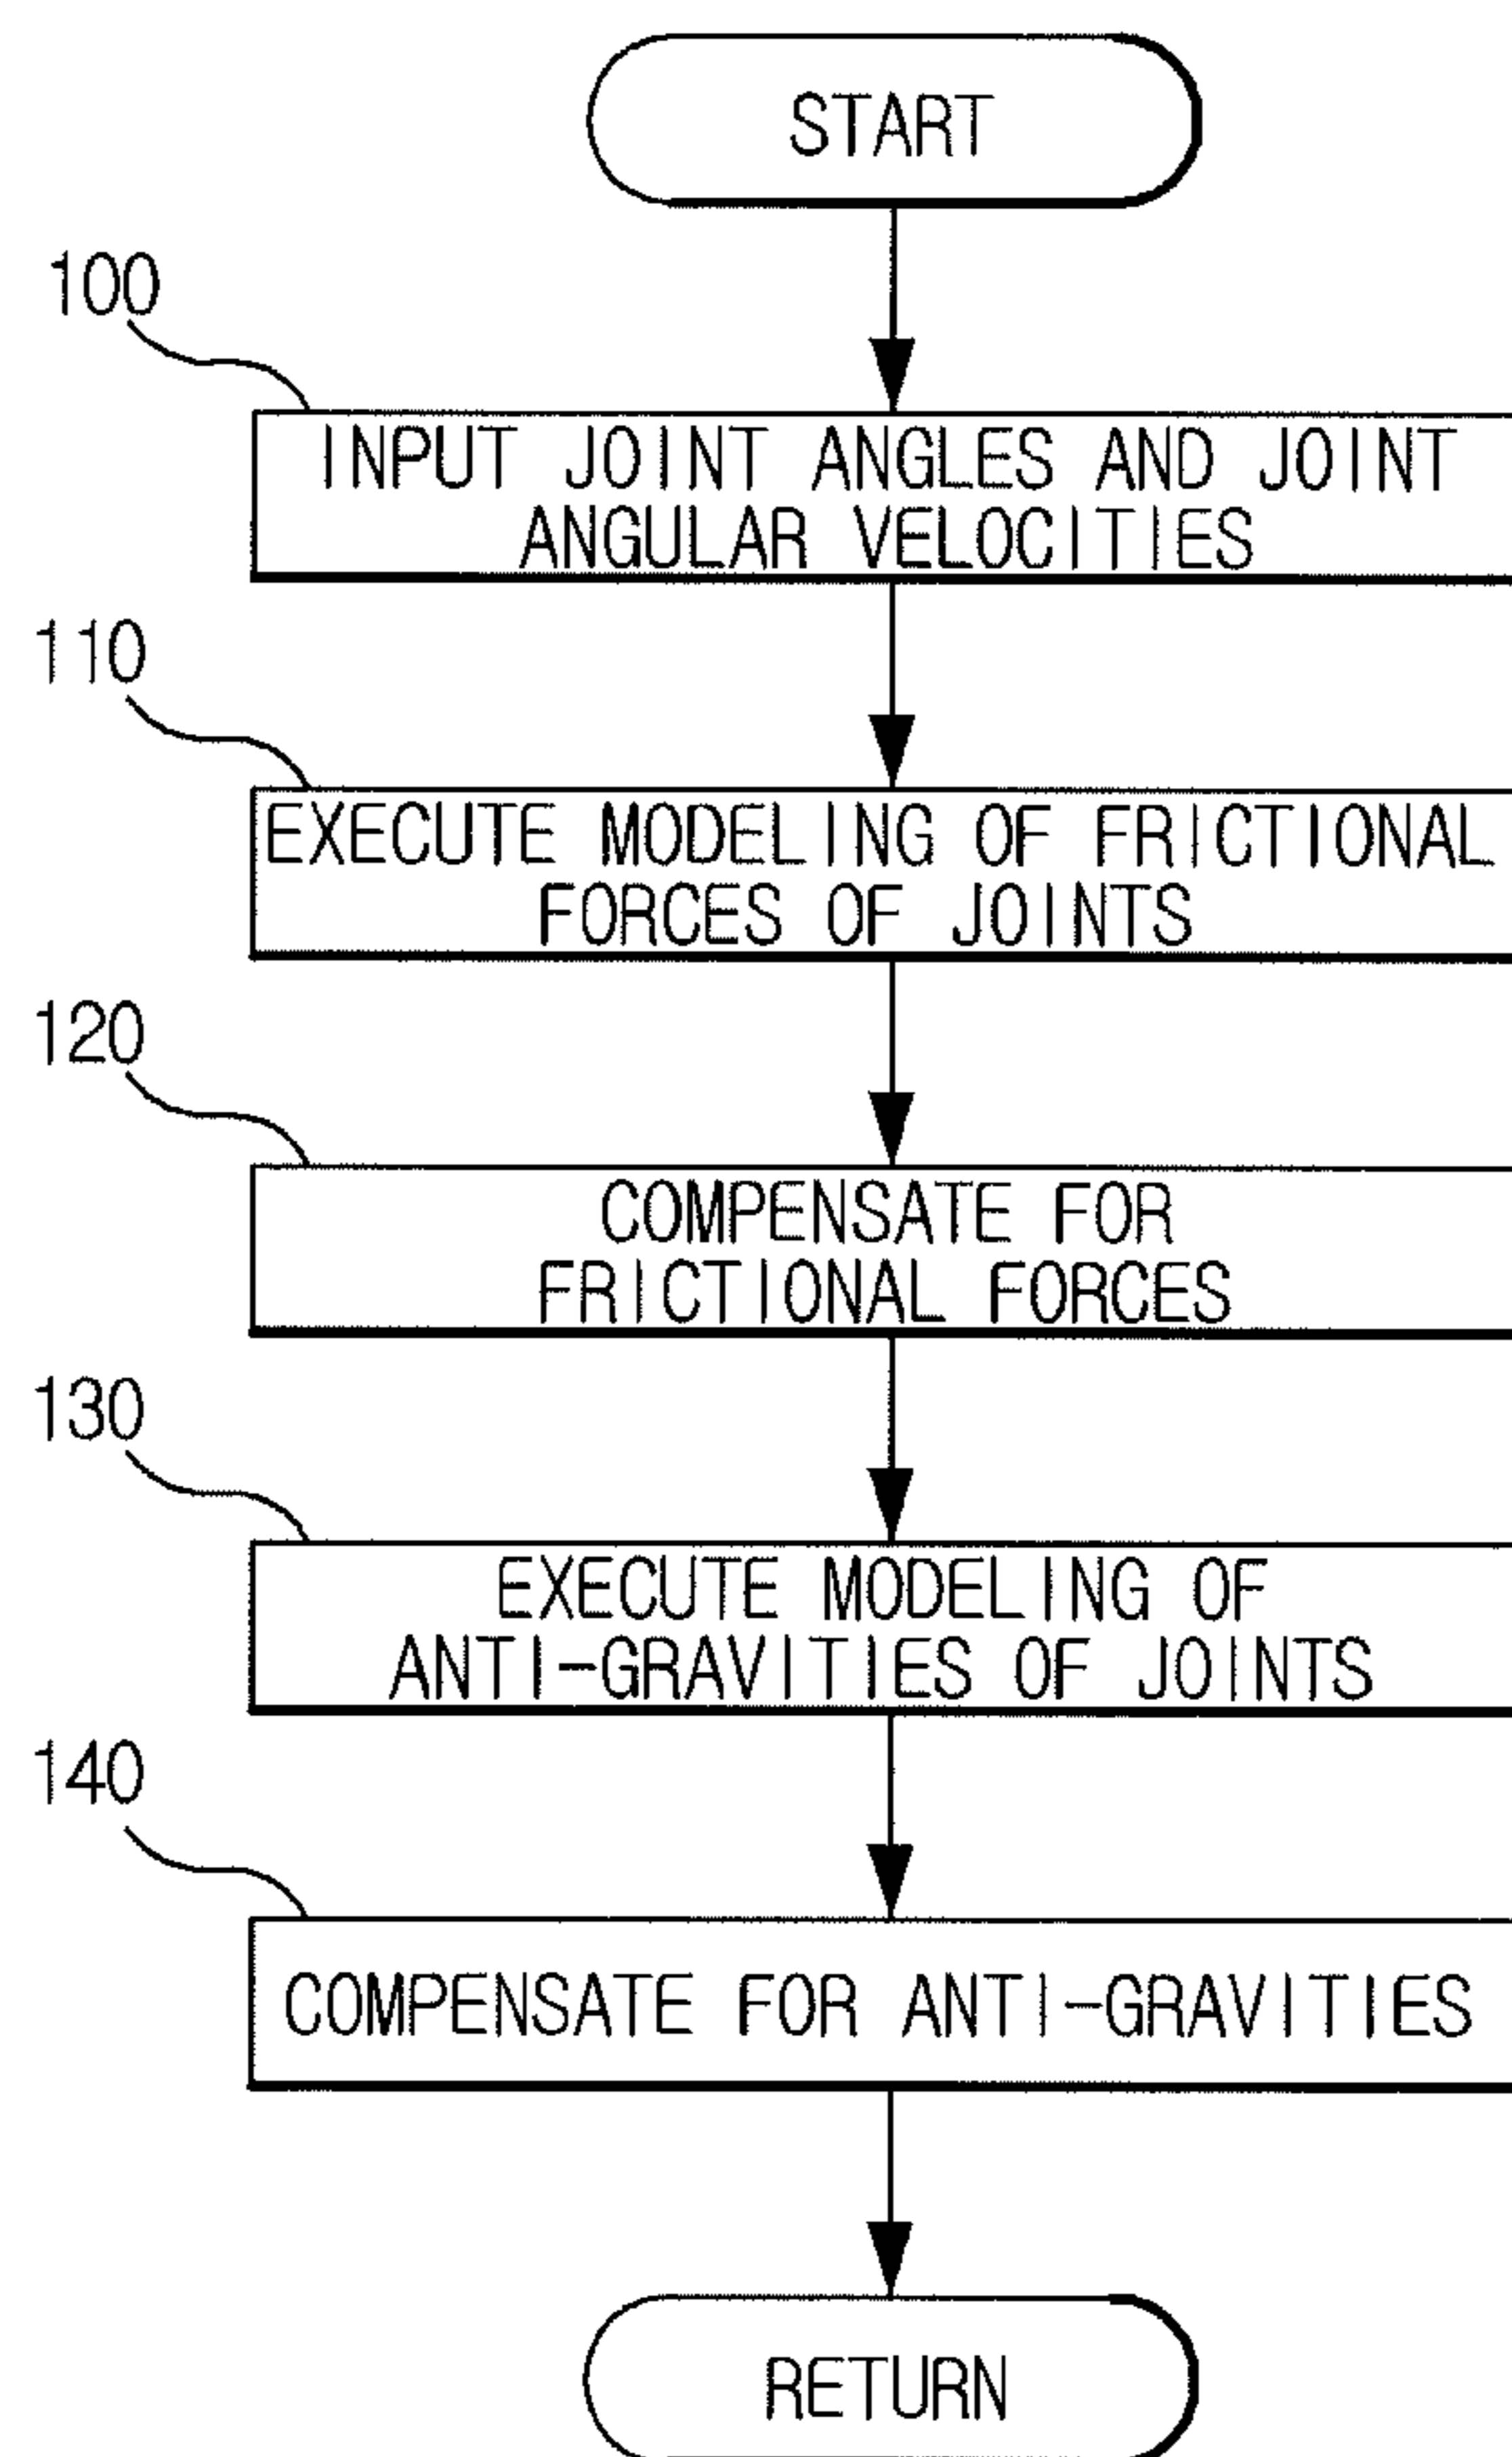 START
100
INPUT JOINT ANGLES AND JOINT
ANGULAR VELOCITIES
110
EXECUTE MODELING OF FRICTIONAL
FORCES OF JOINTS
120
COMPENSATE FOR
FRICTIONAL FORCES
130
EXECUTE MODELING OF
ANTI-GRAVITIES OF JOINTS
140
COMPENSATE FOR ANTI-GRAVITIES
RETURN